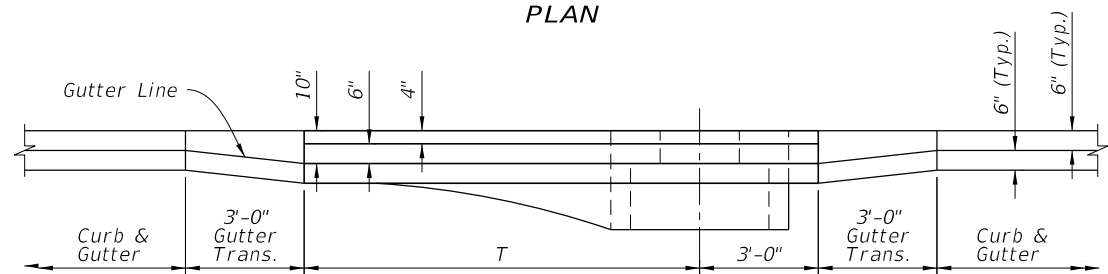 PLAN
Gutter Line
10"
6"
4"
6" (Typ.)
6" (Typ.)
Curb &
Gutter
3'-0"
Gutter
Trans.
T
3'-0"
3'-0"
Gutter
Trans.
Curb &
Gutter